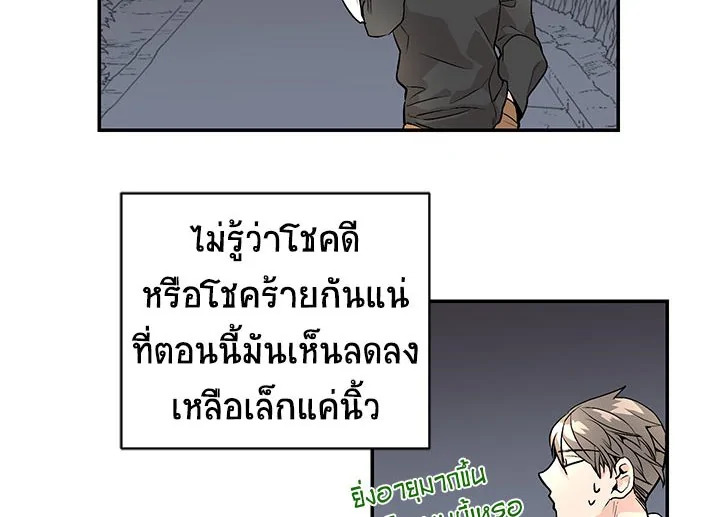 ไม่รู้ว่าโชคดี
หรือโชคร้ายกันแน่
ที่ตอนนี้มันเห็นลดลง
เหลือเล็กแค่นิ้ว
ยิ่งอายุมากขึ้น